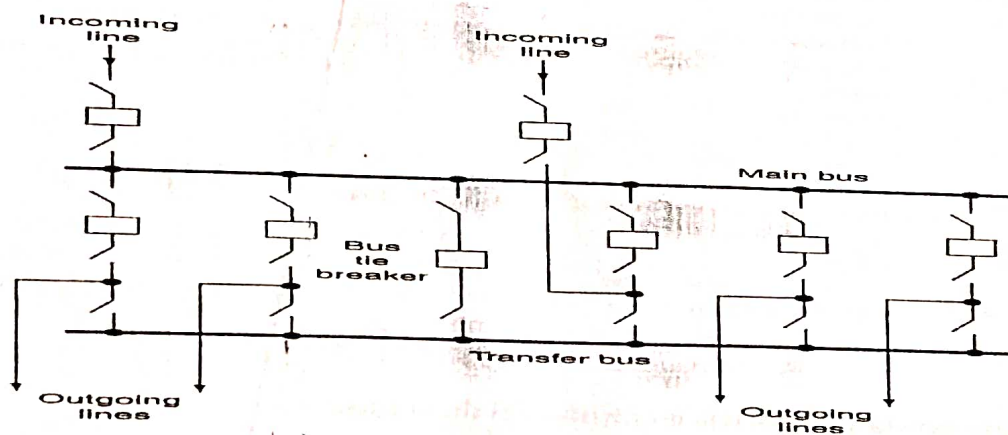 Incoming
line
Incoming
line
Main bus
Bus
tie
breaker
Transfer bus
Outgoing
lines
Outgoing
lines